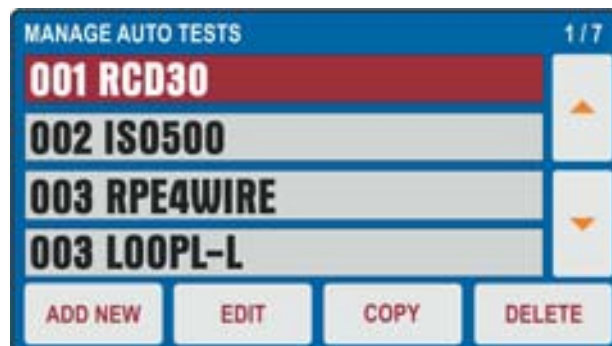 MANAGE AUTO TESTS 1/7
001 RCD30
002 ISO500
003 RPE4WIRE
003 LOOPL-L
ADD NEW EDIT COPY DELETE